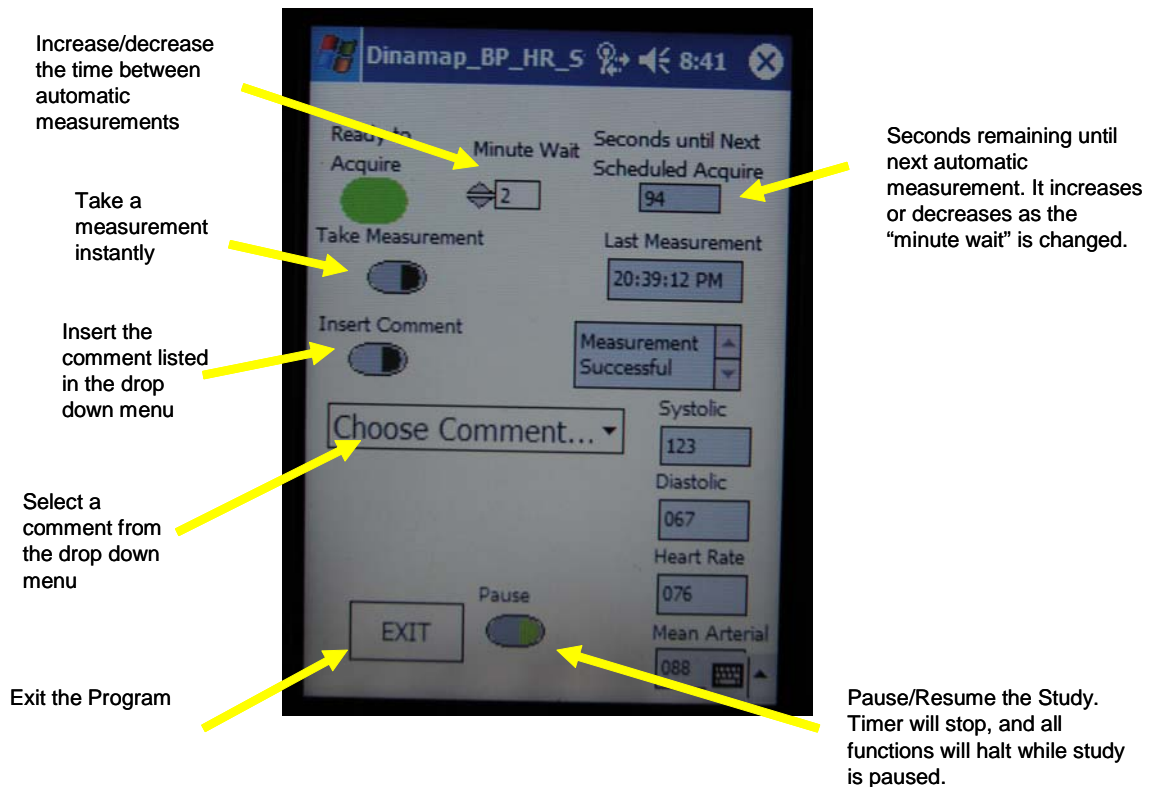 Increase/decrease
the time between
automatic
measurements
Take a
measurement
instantly
Insert the
comment listed
in the drop
down menu
Select a
comment from
the drop down
menu
Exit the Program
Dinamap_BP_HR_S
8:41
Ready to
Acquire
Minute Wait
2
Seconds until Next
Scheduled Acquire
94
Take Measurement
Last Measurement
20:39:12 PM
Insert Comment
Measurement
Successful
Choose Comment...
Systolic
123
Diastolic
067
Heart Rate
076
Mean Arterial
088
Pause
EXIT
Seconds remaining until
next automatic
measurement. It increases
or decreases as the
“minute wait” is changed.
Pause/Resume the Study.
Timer will stop, and all
functions will halt while study
is paused.